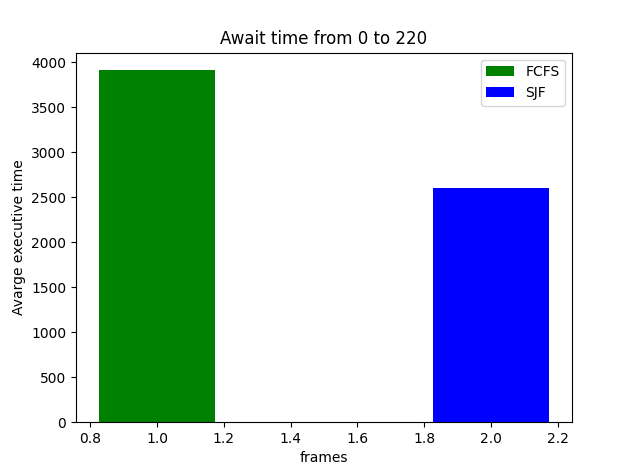 Await time from 0 to 220
FCFS
SJF
Avarge executive time
4000
3500
3000
2500
2000
1500
1000
500
0
0.8 1.0 1.2 1.4 1.6 1.8 2.0 2.2
frames